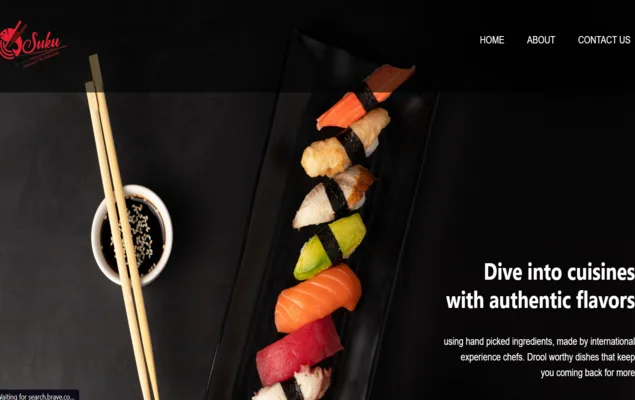 Suku
HOME
ABOUT
CONTACT US
Dive into cuisines
with authentic flavors
using hand picked ingredients, made by international
experience chefs. Drool worthy dishes that keep
you coming back for more
Waiting for search.brave.co...